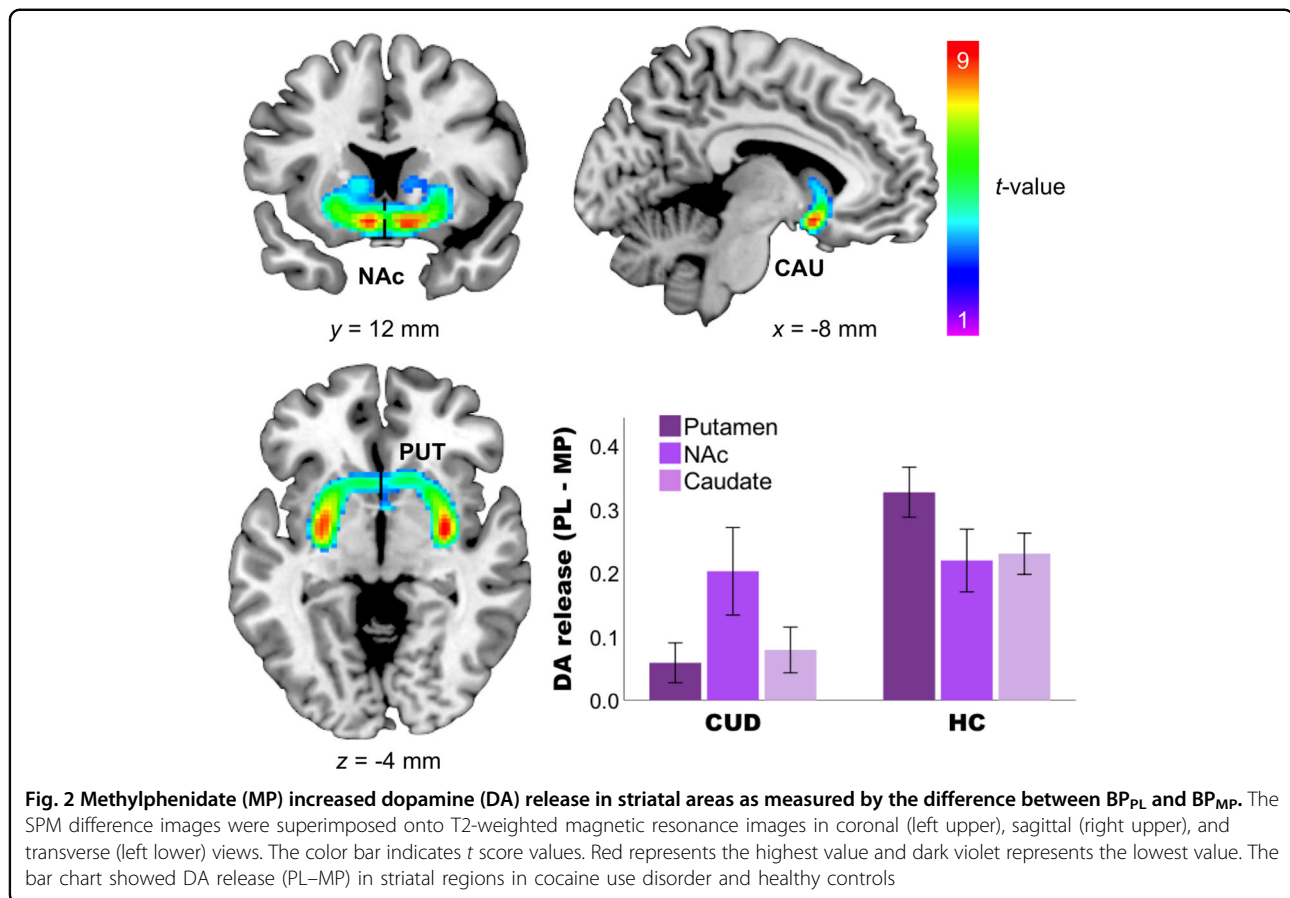 NAc
y = 12 mm
CAU
x = -8 mm
9
1
t-value
PUT
z = -4 mm
DA release (PL - MP)
0.4
0.3
0.2
0.1
0.0
Putamen
NAc
Caudate
CUD HC
Fig. 2 Methylphenidate (MP) increased dopamine (DA) release in striatal areas as measured by the difference between BPPL and BPMP. The
SPM difference images were superimposed onto T2-weighted magnetic resonance images in coronal (left upper), sagittal (right upper), and
transverse (left lower) views. The color bar indicates t score values. Red represents the highest value and dark violet represents the lowest value. The
bar chart showed DA release (PL–MP) in striatal regions in cocaine use disorder and healthy controls